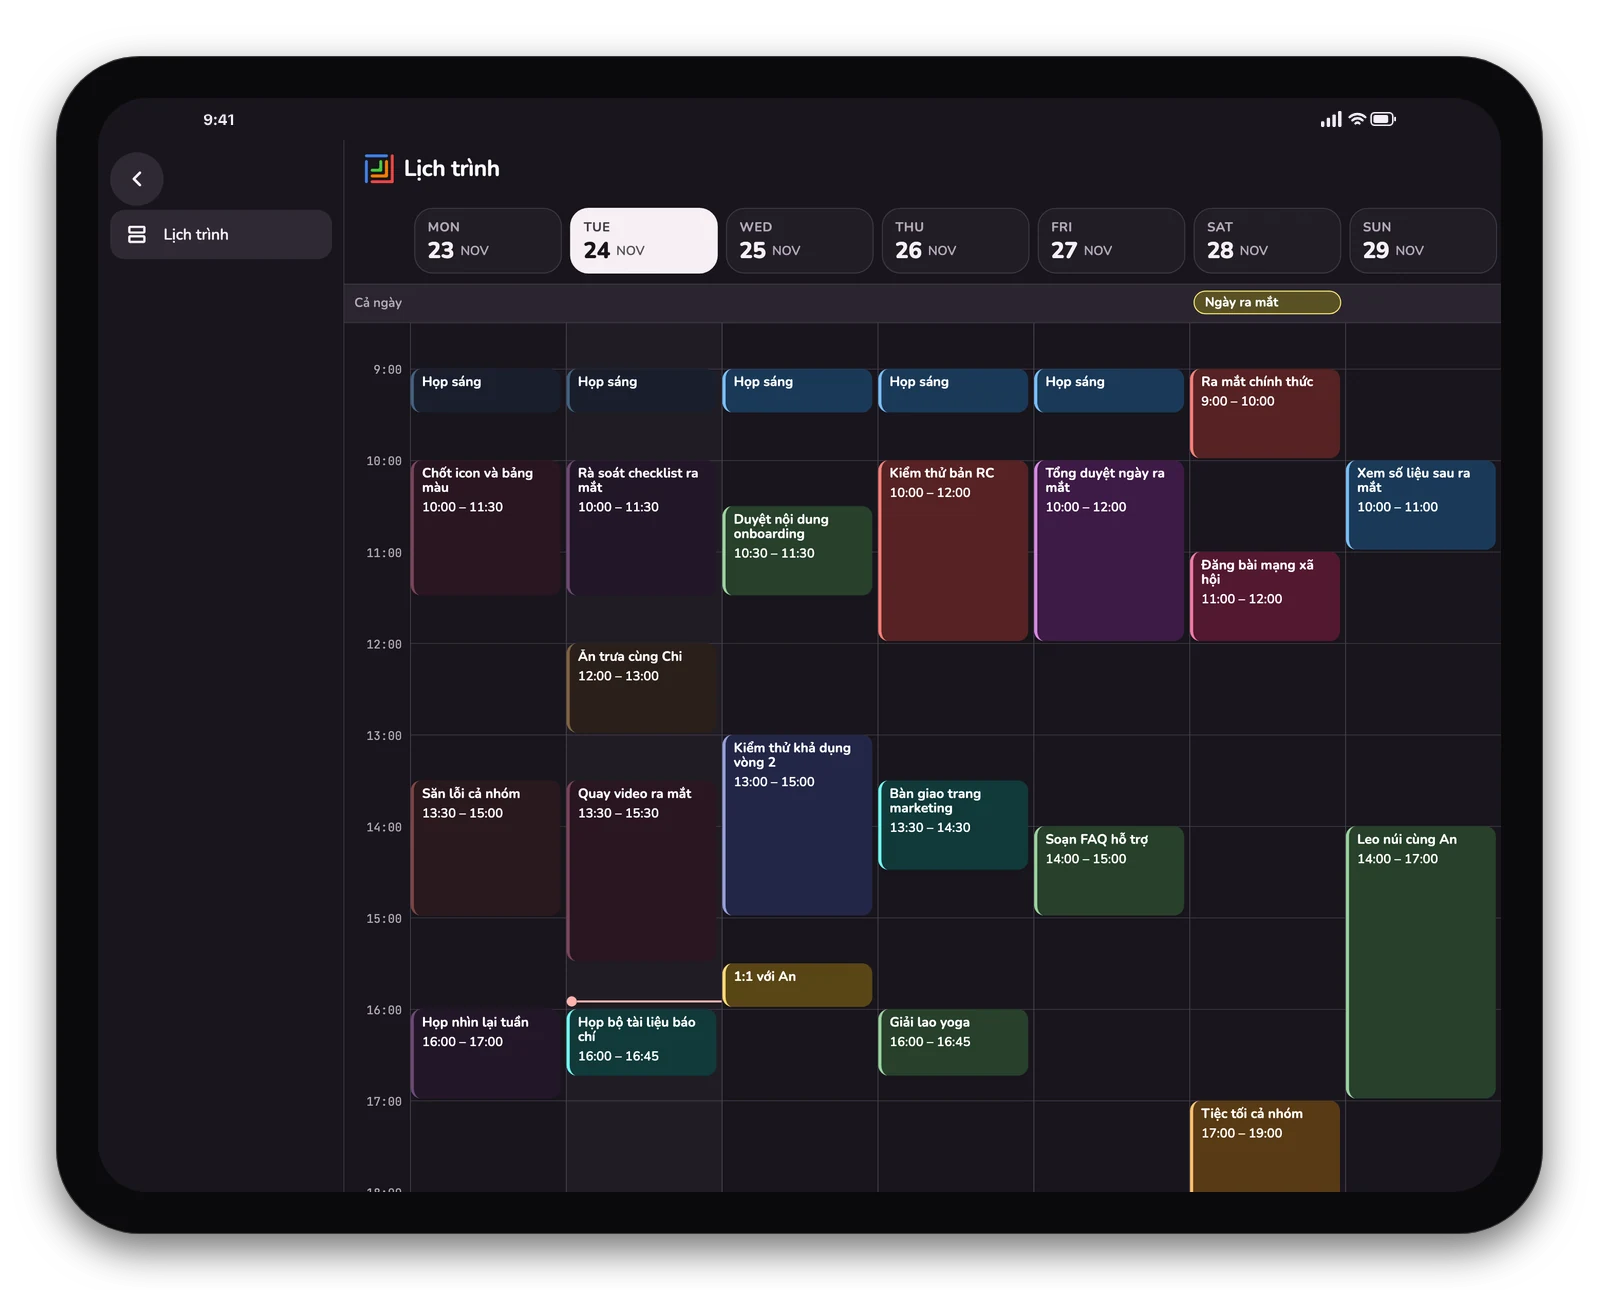 9:41
Lịch trình
Lịch trình
MON
23 NOV
TUE
24 NOV
WED
25 NOV
THU
26 NOV
FRI
27 NOV
SAT
28 NOV
SUN
29 NOV
Cả ngày
Ngày ra mắt
9:00
Họp sáng
Họp sáng
Họp sáng
Họp sáng
Họp sáng
Ra mắt chính thức
9:00 – 10:00
10:00
Chốt icon và bảng
màu
10:00 – 11:30
Rà soát checklist ra
mắt
10:00 – 11:30
Duyệt nội dung
onboarding
10:30 – 11:30
Kiểm thử bản RC
10:00 – 12:00
Tổng duyệt ngày ra
mắt
10:00 – 12:00
Xem số liệu sau ra
mắt
10:00 – 11:00
11:00
Đăng bài mạng xã
hội
11:00 – 12:00
12:00
Ăn trưa cùng Chi
12:00 – 13:00
13:00
Kiểm thử khả dụng
vòng 2
13:00 – 15:00
Săn lỗi cả nhóm
13:30 – 15:00
Quay video ra mắt
13:30 – 15:30
Bàn giao trang
marketing
13:30 – 14:30
14:00
Soạn FAQ hỗ trợ
14:00 – 15:00
Leo núi cùng An
14:00 – 17:00
15:00
1:1 với An
16:00
Họp nhìn lại tuần
16:00 – 17:00
Họp bộ tài liệu báo
chí
16:00 – 16:45
Giải lao yoga
16:00 – 16:45
17:00
Tiệc tối cả nhóm
17:00 – 19:00
18:00